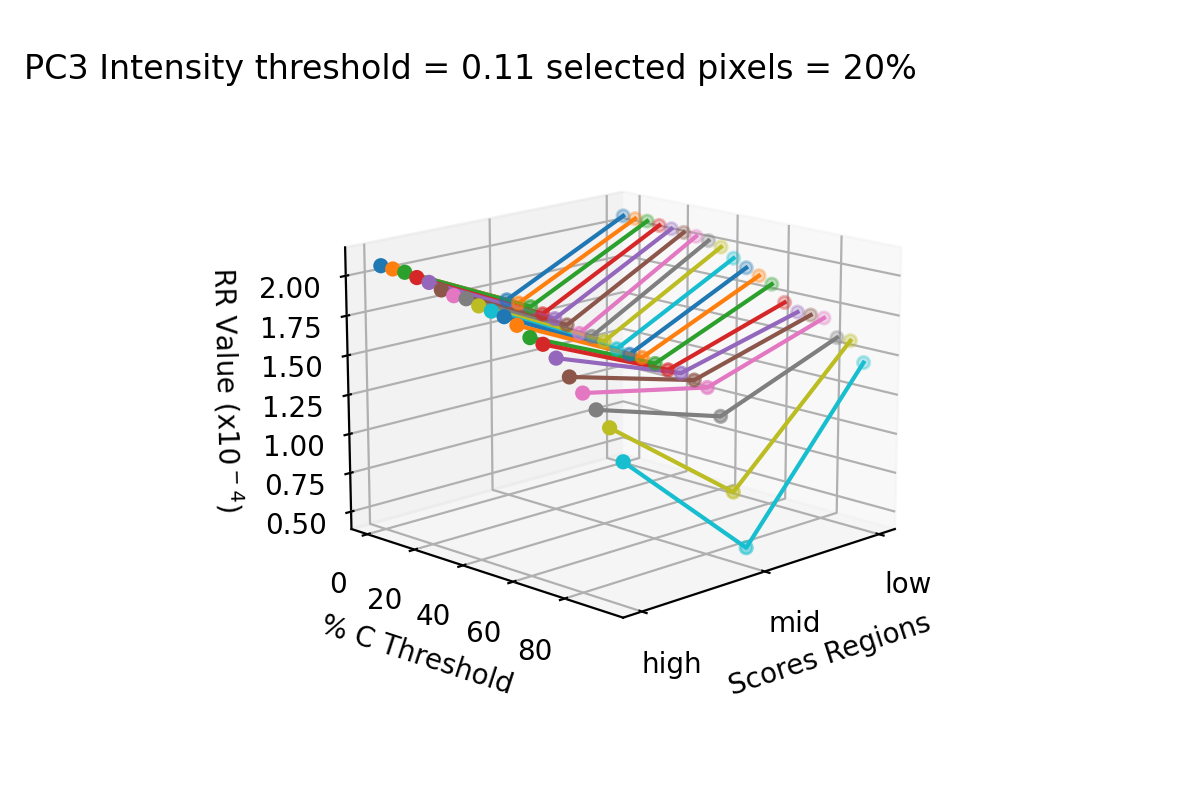 PC3 Intensity threshold = 0.11 selected pixels = 20%
2.00
1.75
1.50
1.25
1.00
0.75
0.50
RR Value (x10⁻⁴)
0
20
40
60
80
% C Threshold
high
mid
low
Scores Regions